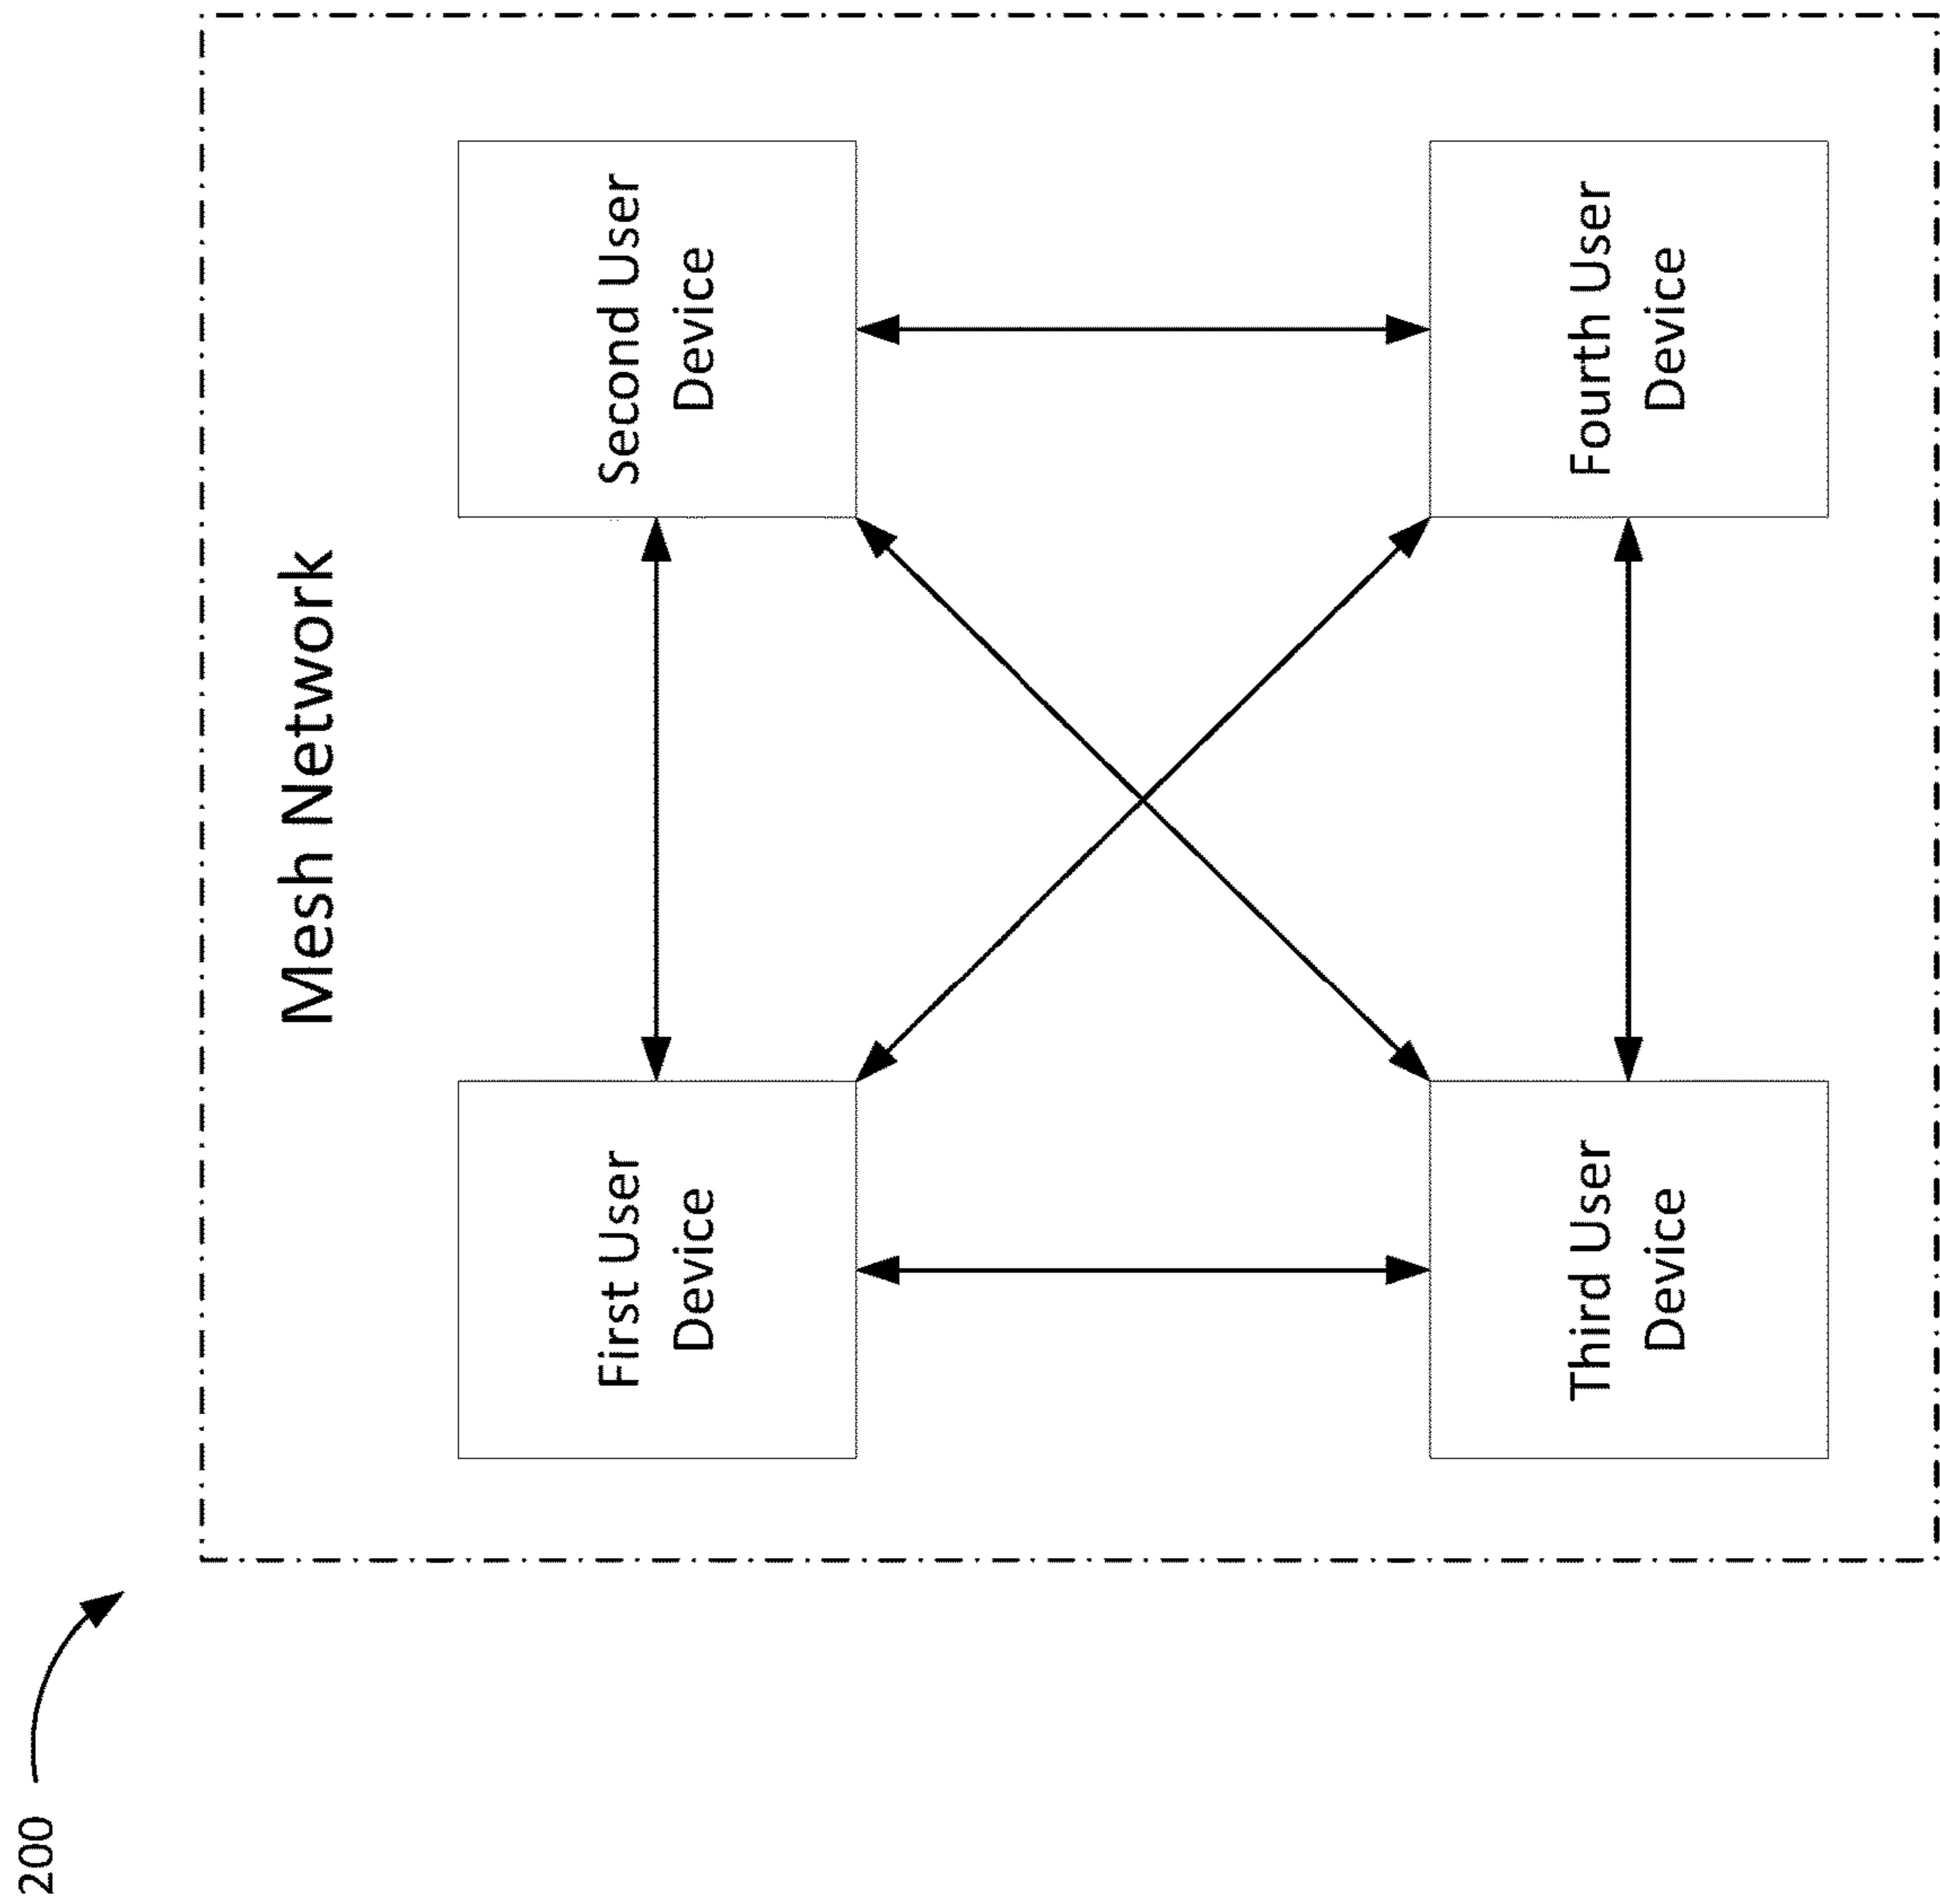 200
Mesh Network
First User
Device
Second User
Device
Third User
Device
Fourth User
Device